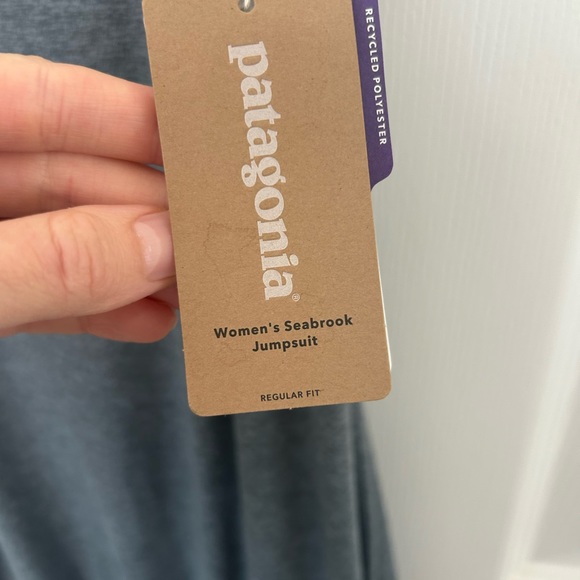 patagonia®
Women's Seabrook
Jumpsuit
REGULAR FIT
RECYCLED POLYESTER